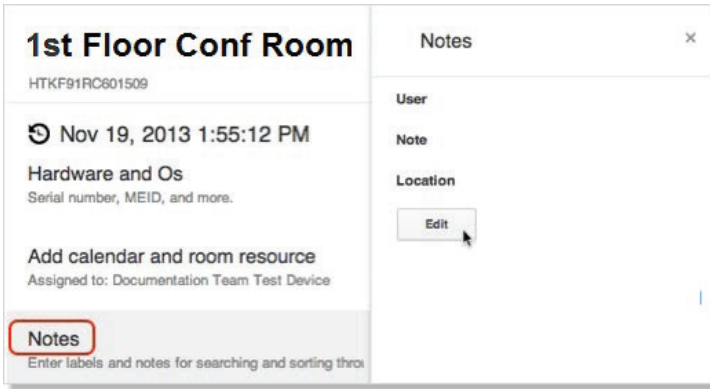 1st Floor Conf Room
HTKF91RC601509
Nov 19, 2013 1:55:12 PM
Hardware and Os
Serial number, MEID, and more.
Add calendar and room resource
Assigned to: Documentation Team Test Device
Notes
Enter labels and notes for searching and sorting
Notes
×
User
Note
Location
Edit